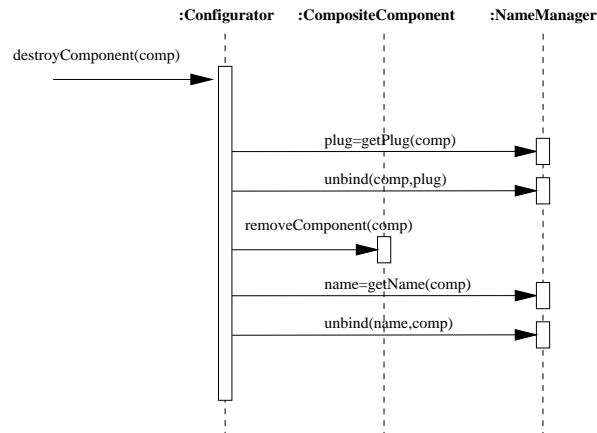 :Configurator
:CompositeComponent
:NameManager
destroyComponent(comp)
plug=getPlug(comp)
unbind(comp,plug)
removeComponent(comp)
name=getName(comp)
unbind(name,comp)